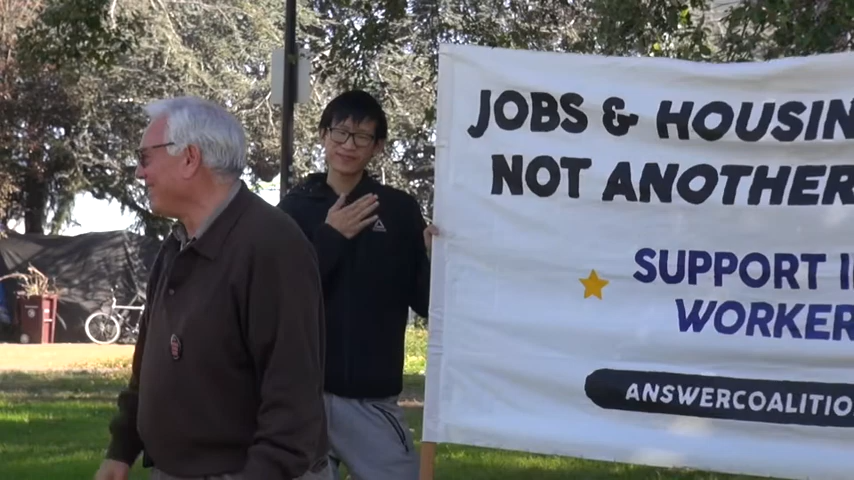 JOBS & HOUSIN
NOT ANOTHER
SUPPORT I
WORKER
ANSWERCOALITIO